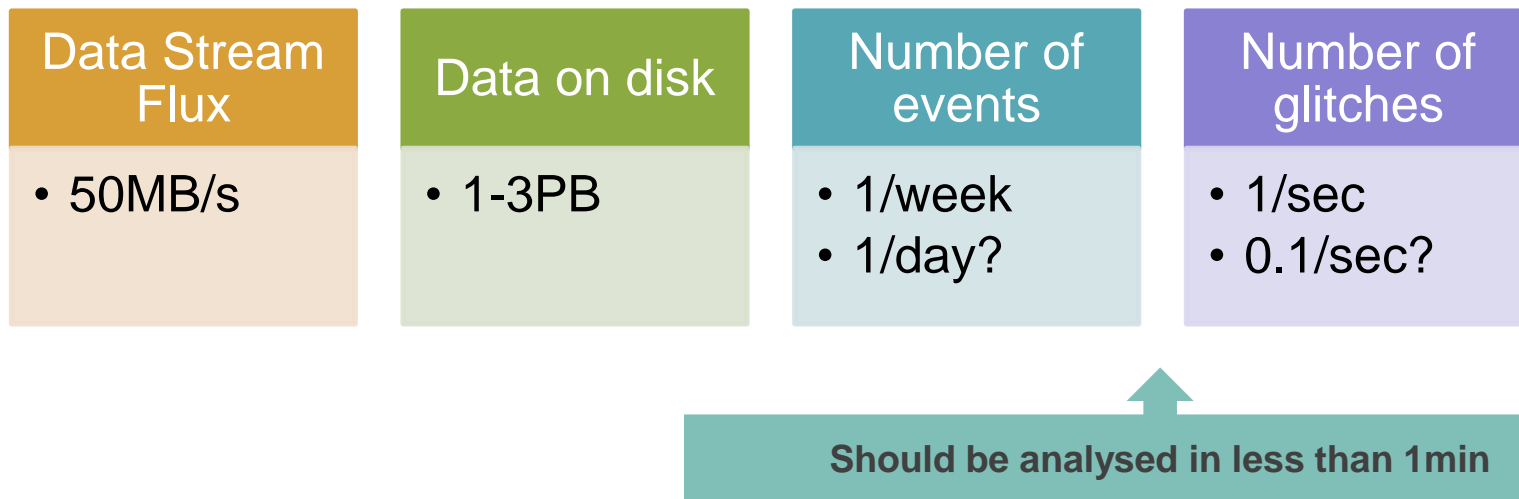 Data Stream
Flux
• 50MB/s
Data on disk
• 1-3PB
Number of
events
• 1/week
• 1/day?
Number of
glitches
• 1/sec
• 0.1/sec?
Should be analysed in less than 1min